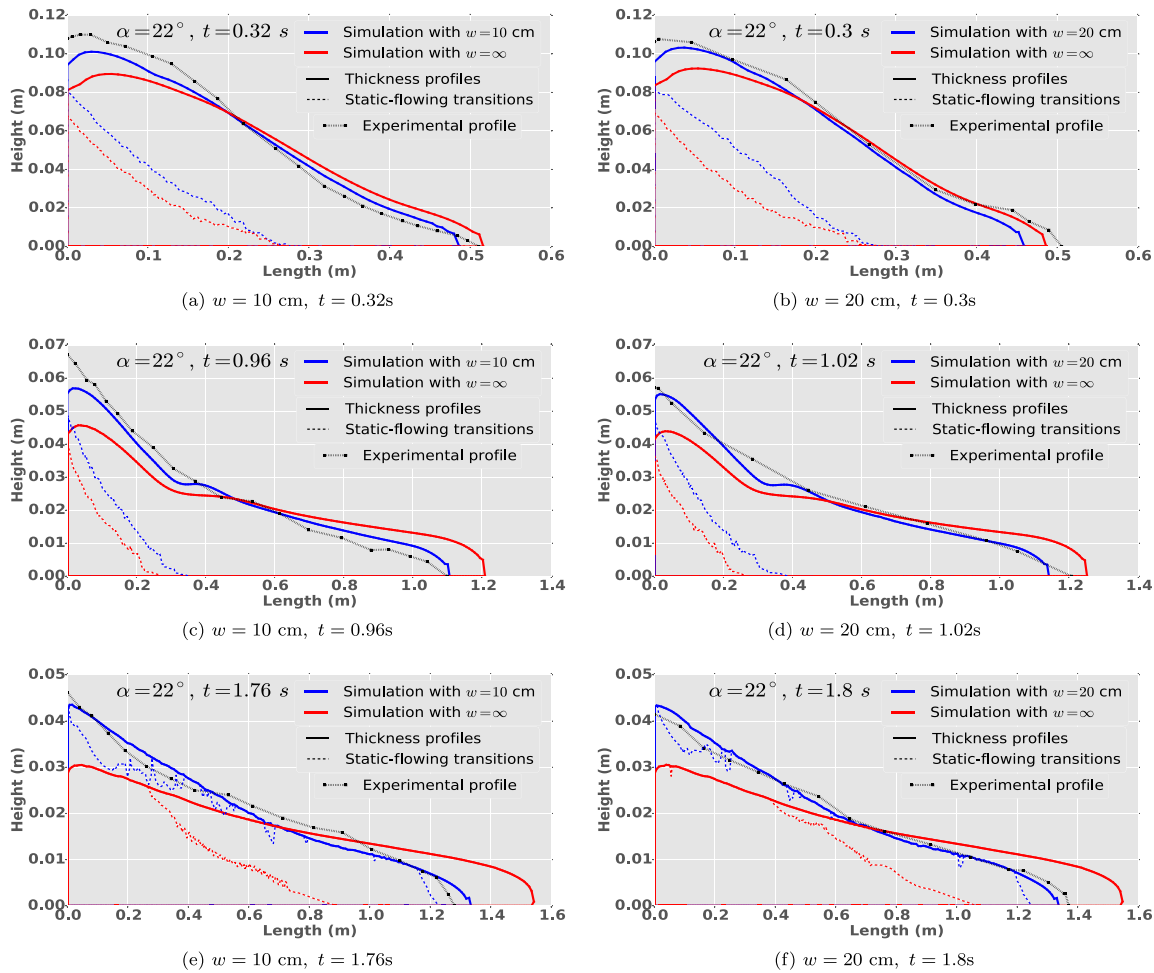 α=22°, t=0.32 s
Simulation with w=10 cm
Simulation with w=∞
Thickness profiles
Static-flowing transitions
Experimental profile
Height (m)
0.12
0.10
0.08
0.06
0.04
0.02
0.00
0.0 0.1 0.2 0.3 0.4 0.5 0.6
Length (m)
(a) w = 10 cm, t = 0.32s
α=22°, t=0.3 s
Simulation with w=20 cm
Simulation with w=∞
Thickness profiles
Static-flowing transitions
Experimental profile
Height (m)
0.12
0.10
0.08
0.06
0.04
0.02
0.00
0.0 0.1 0.2 0.3 0.4 0.5 0.6
Length (m)
(b) w = 20 cm, t = 0.3s
α=22°, t=0.96 s
Simulation with w=10 cm
Simulation with w=∞
Thickness profiles
Static-flowing transitions
Experimental profile
Height (m)
0.07
0.06
0.05
0.04
0.03
0.02
0.01
0.00
0.0 0.2 0.4 0.6 0.8 1.0 1.2 1.4
Length (m)
(c) w = 10 cm, t = 0.96s
α=22°, t=1.02 s
Simulation with w=20 cm
Simulation with w=∞
Thickness profiles
Static-flowing transitions
Experimental profile
Height (m)
0.07
0.06
0.05
0.04
0.03
0.02
0.01
0.00
0.0 0.2 0.4 0.6 0.8 1.0 1.2 1.4
Length (m)
(d) w = 20 cm, t = 1.02s
α=22°, t=1.76 s
Simulation with w=10 cm
Simulation with w=∞
Thickness profiles
Static-flowing transitions
Experimental profile
Height (m)
0.05
0.04
0.03
0.02
0.01
0.00
0.0 0.2 0.4 0.6 0.8 1.0 1.2 1.4 1.6
Length (m)
(e) w = 10 cm, t = 1.76s
α=22°, t=1.8 s
Simulation with w=20 cm
Simulation with w=∞
Thickness profiles
Static-flowing transitions
Experimental profile
Height (m)
0.05
0.04
0.03
0.02
0.01
0.00
0.0 0.2 0.4 0.6 0.8 1.0 1.2 1.4 1.6
Length (m)
(f) w = 20 cm, t = 1.8s